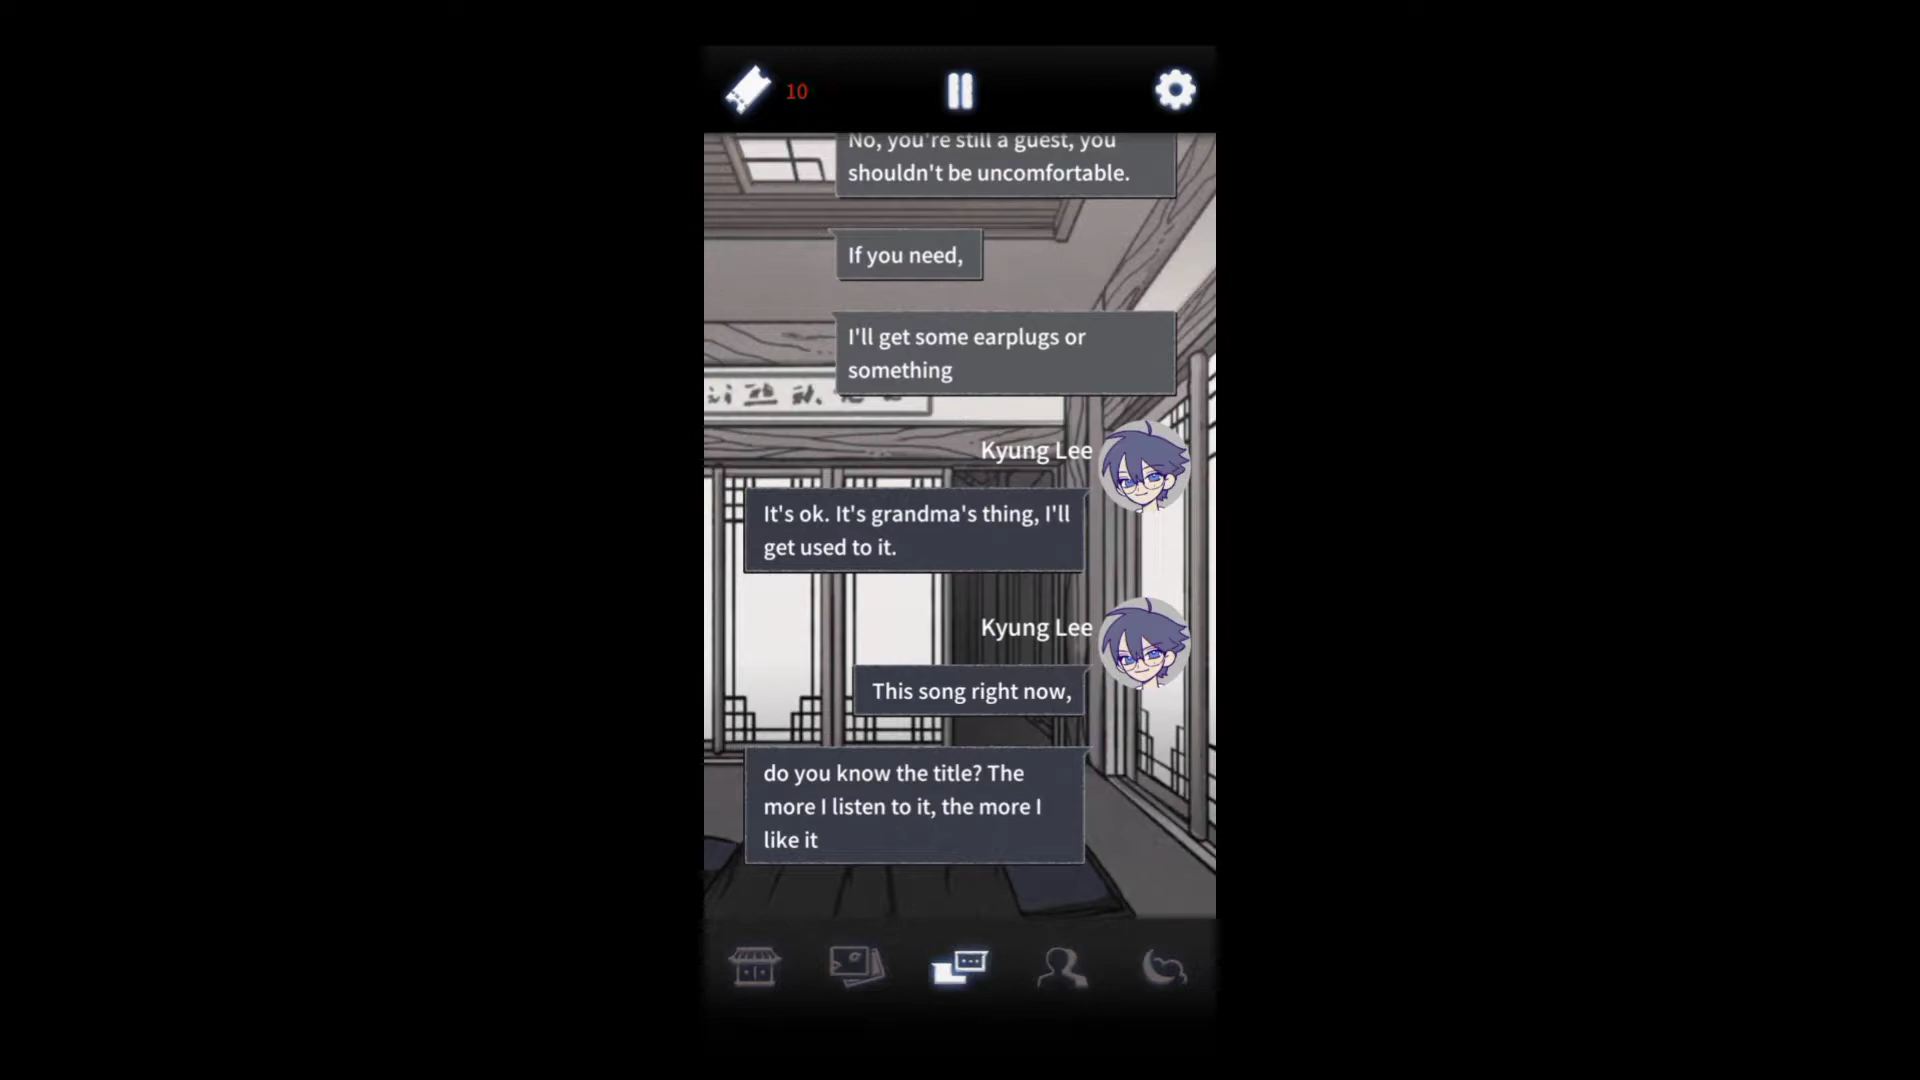 10
No, you're still a guest, you
shouldn't be uncomfortable.
If you need,
I'll get some earplugs or
something
Kyung Lee
It's ok. It's grandma's thing, I'll
get used to it.
Kyung Lee
This song right now,
do you know the title? The
more I listen to it, the more I
like it